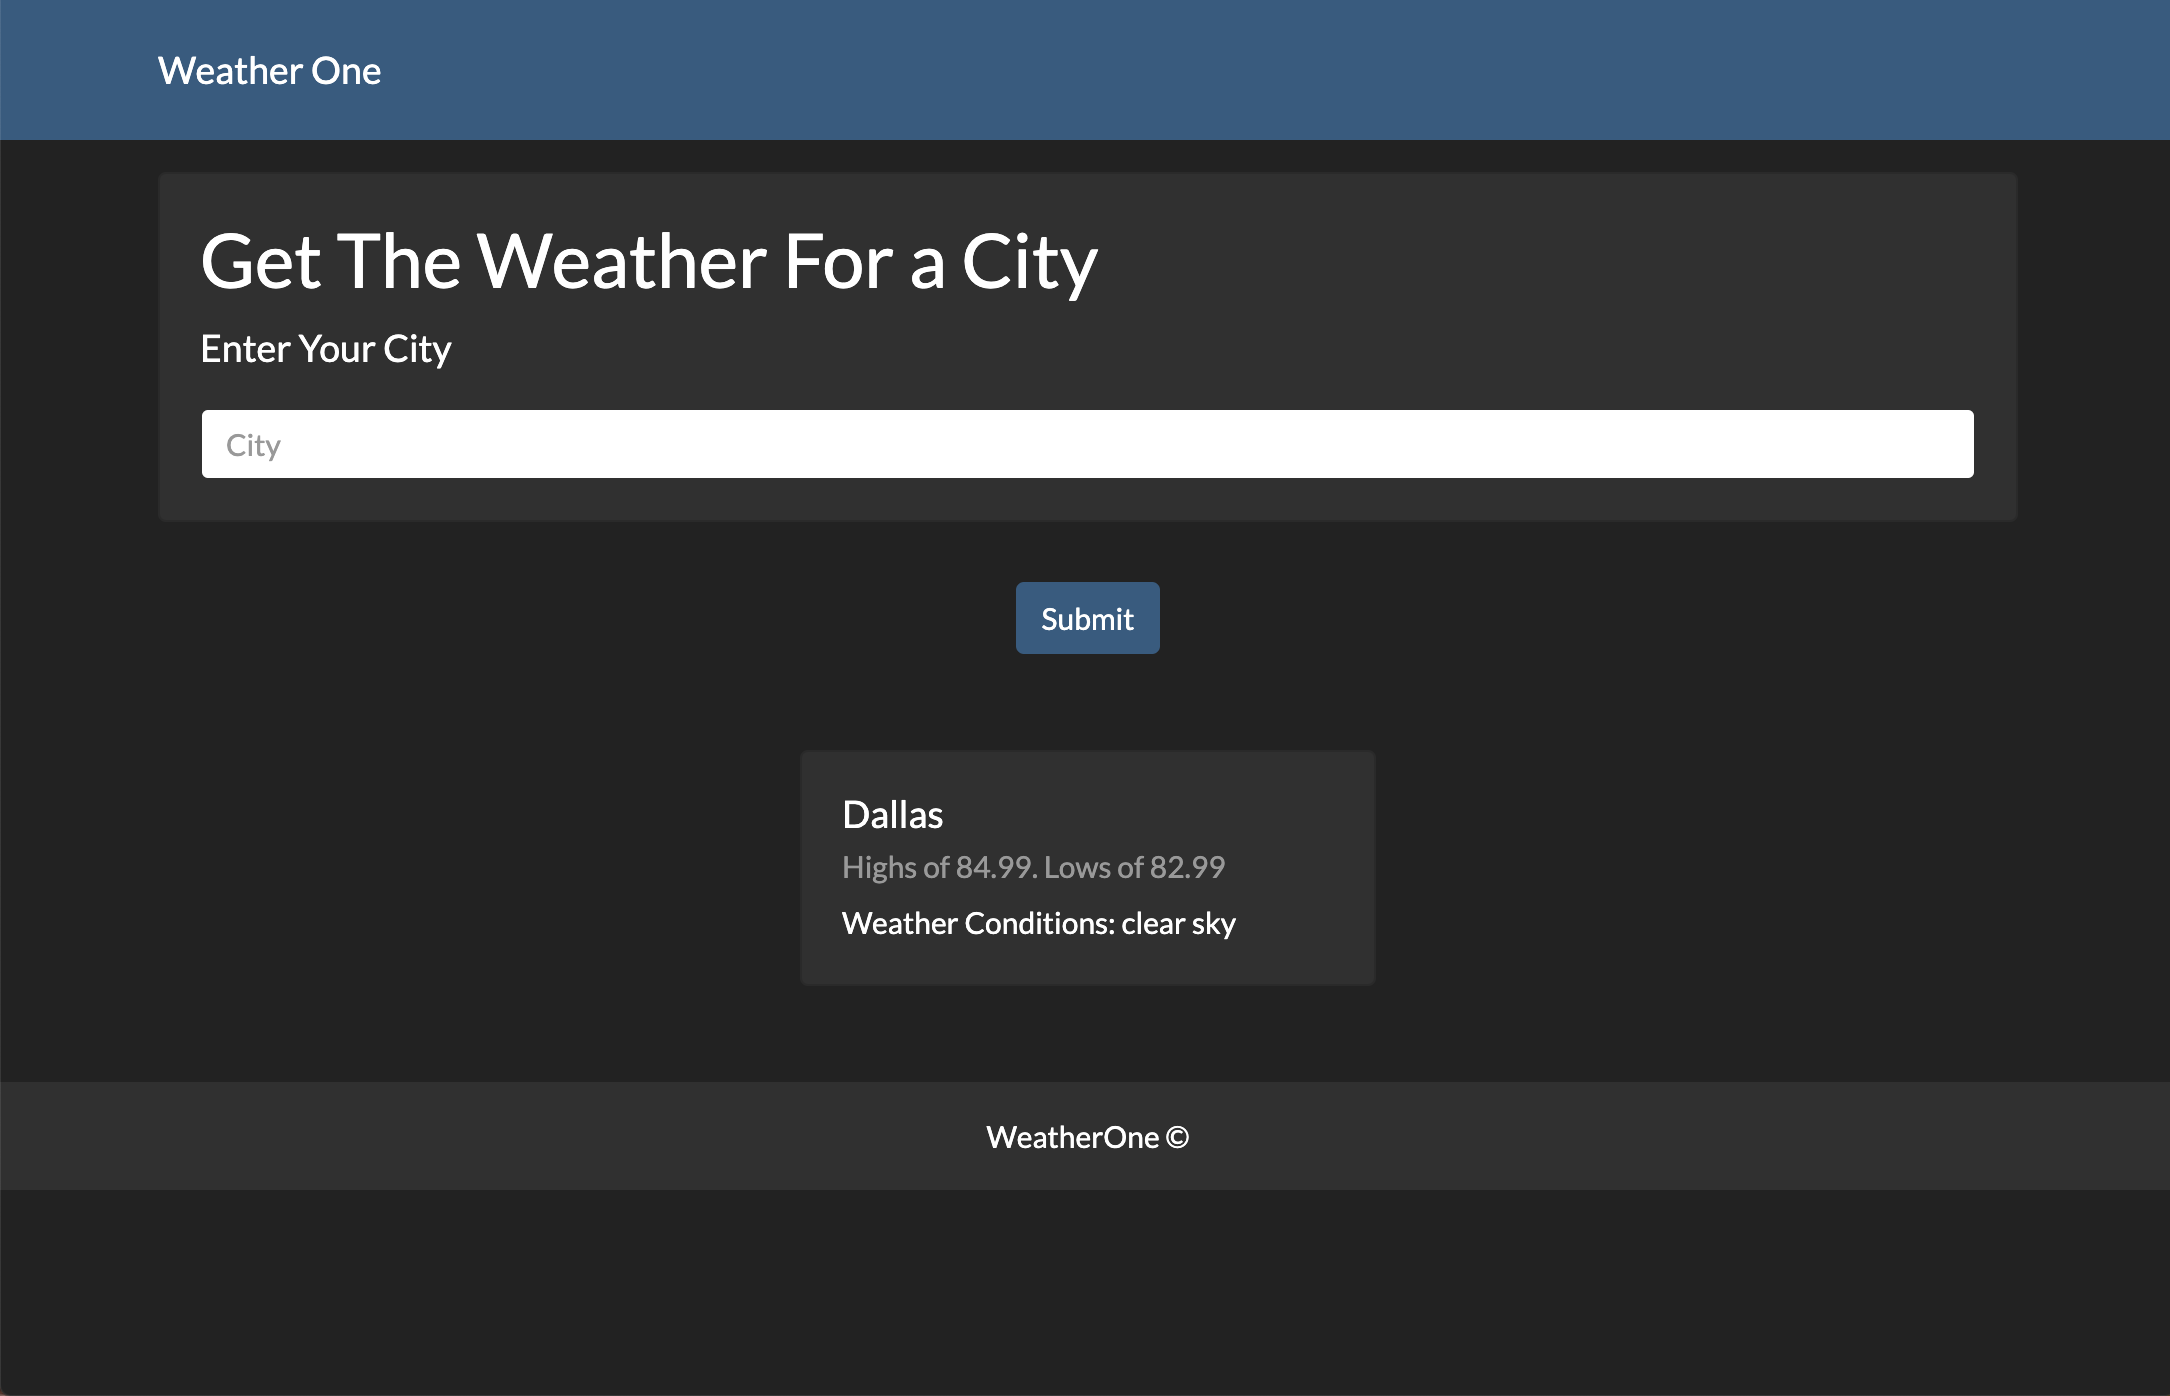 Weather One
Get The Weather For a City
Enter Your City
City
Submit
Dallas
Highs of 84.99. Lows of 82.99
Weather Conditions: clear sky
WeatherOne ©